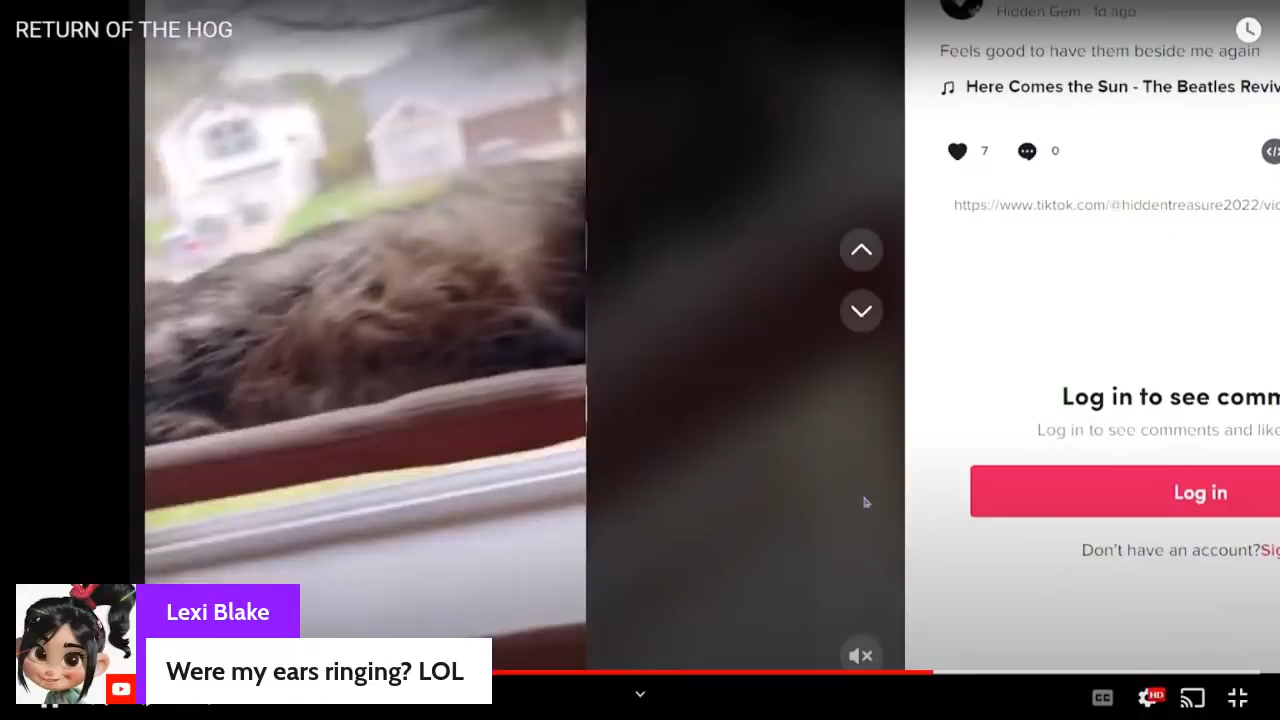 RETURN OF THE HOG
Hidden Gem · 1d ago
Feels good to have them beside me again
Here Comes the Sun - The Beatles Reviv
7
0
https://www.tiktok.com/@hiddentreasure2022/vid
Log in to see comm
Log in to see comments and like
Log in
Don't have an account? Sig
Lexi Blake
Were my ears ringing? LOL
CC
HD